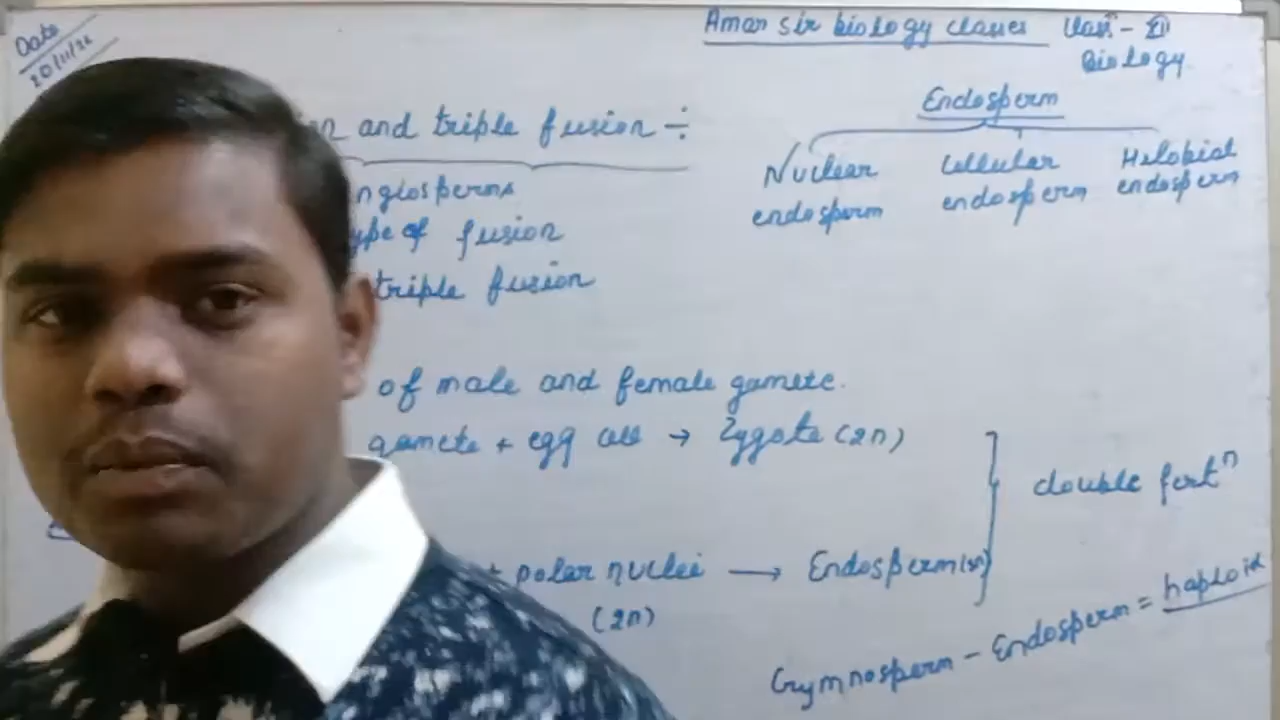 Date
20/11/22
Amar sir biology classes Class - XII
Biology
and triple fusion ÷
ngiosperms
ype of fusion
triple fusion
of male and female gamete.
gamete + egg cell → Zygote (2n)
+ polar nuclei → Endosperm(3n)
(2n)
double fertⁿ
Endosperm
Nuclear endosperm
Cellular endosperm
Helobial endosperm
Gymnosperm - Endosperm = haploid